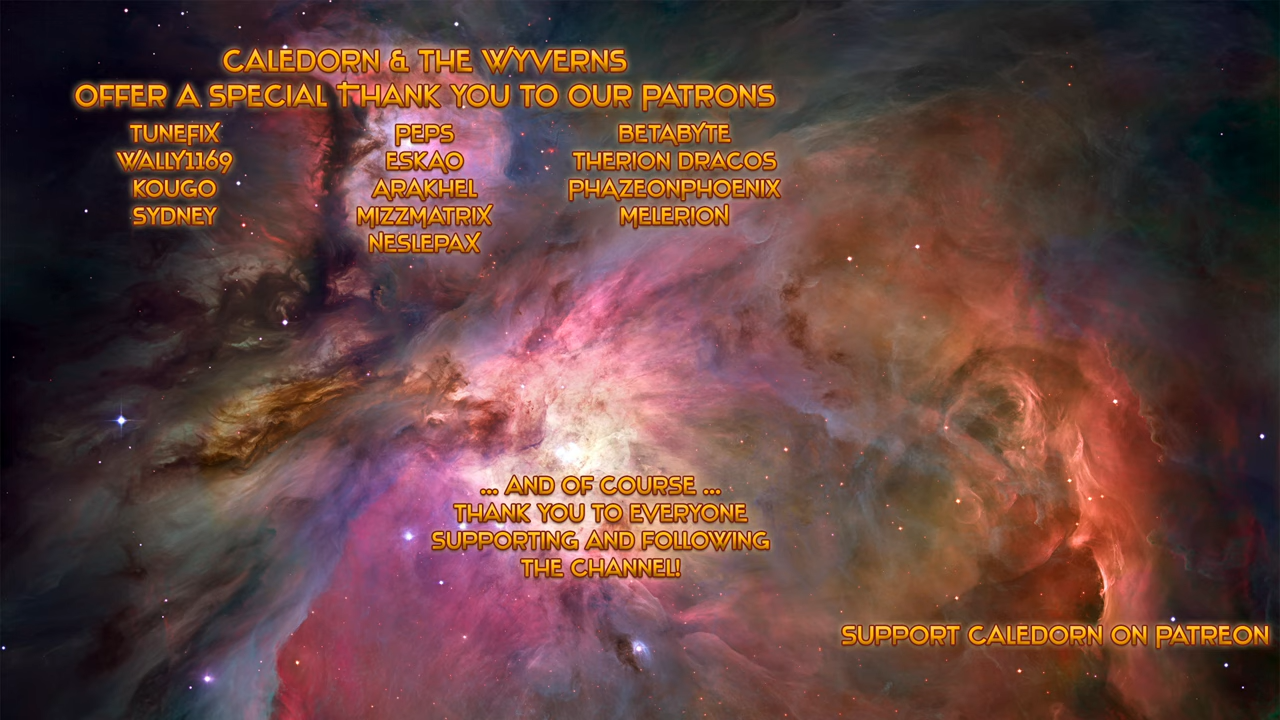 CALEDORN & THE WYVERNS
OFFER A SPECIAL THANK YOU TO OUR PATRONS
TUNEFIX
WALLY1169
KOUGO
SYDNEY
PEPS
ESKAO
ARAKHEL
MIZZMATRIX
NESLEPAX
BETABYTE
THERION DRACOS
PHAZEONPHOENIX
MELERION
... AND OF COURSE ...
THANK YOU TO EVERYONE
SUPPORTING AND FOLLOWING
THE CHANNEL!
SUPPORT CALEDORN ON PATREON